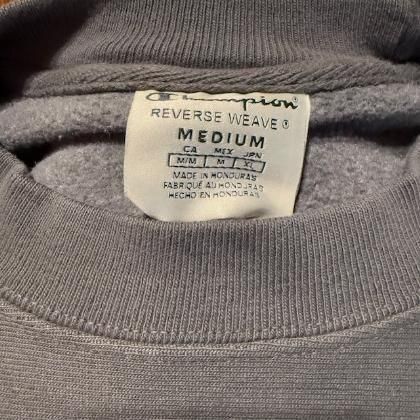 Champion
REVERSE WEAVE®
MEDIUM
CA MEX JPN
M/M M XL
MADE IN HONDURAS
FABRIQUÉ AU HONDURAS
HECHO EN HONDURAS